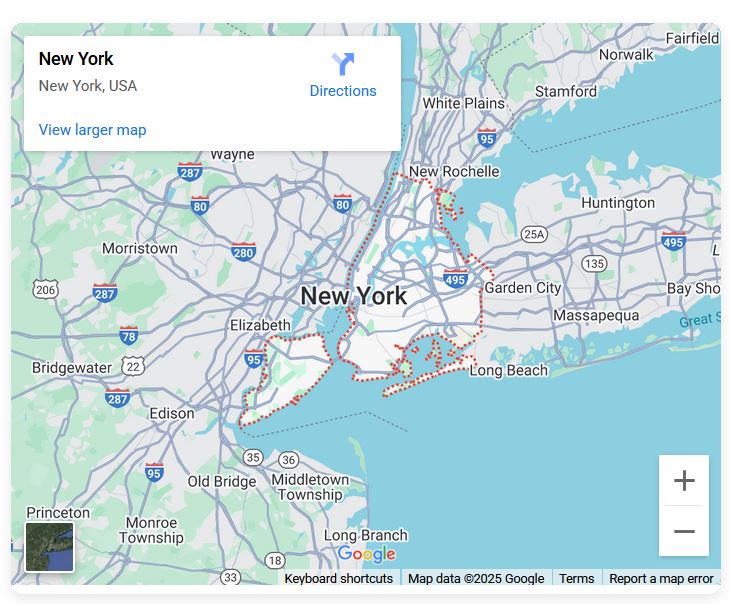 New York
New York, USA
Directions
View larger map
Fairfield
Norwalk
Stamford
White Plains
95
Wayne
New Rochelle
287
80
80
Huntington
25A
495
Morristown
280
135
L
495
206
287
Garden City
Bay Sho
New York
Massapequa
Great S
Elizabeth
78
95
Bridgewater
22
Long Beach
287
Edison
35
36
95
Old Bridge
Middletown
Township
Princeton
Monroe
Township
Long Branch
Google
18
33
Keyboard shortcuts
Map data ©2025 Google
Terms
Report a map error